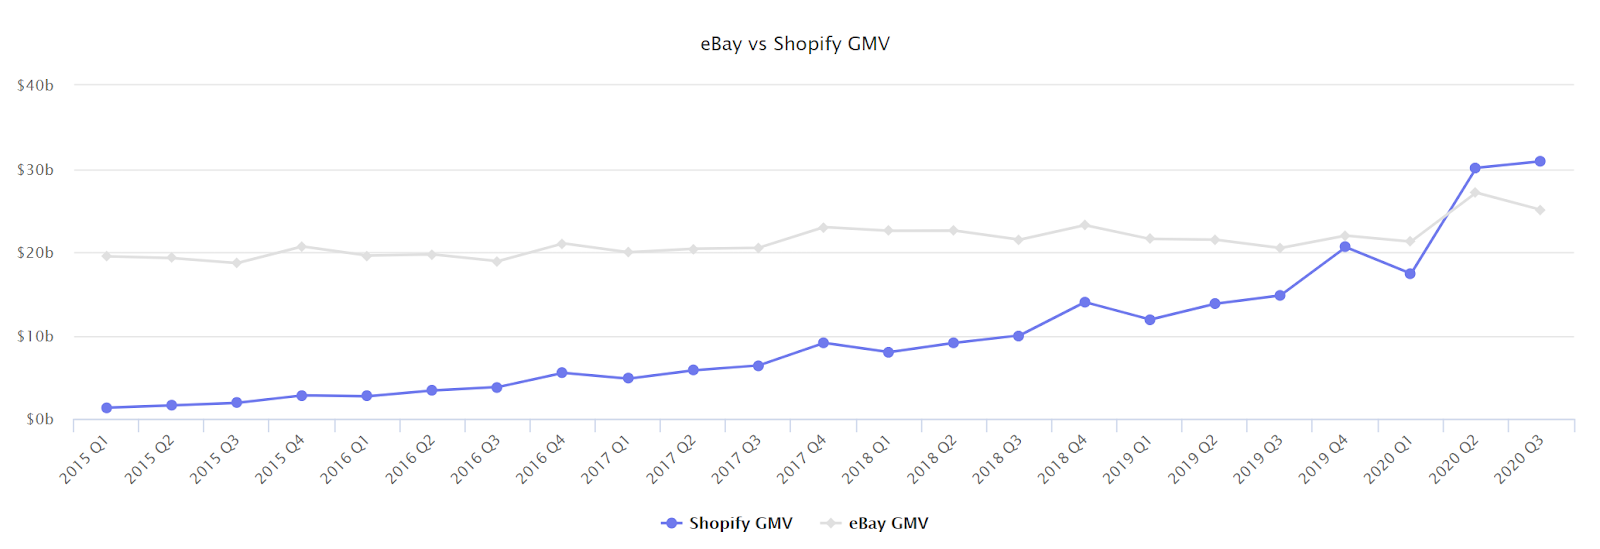 eBay vs Shopify GMV
$40b
$30b
$20b
$10b
$0b
2015 Q1
2015 Q2
2015 Q3
2015 Q4
2016 Q1
2016 Q2
2016 Q3
2016 Q4
2017 Q1
2017 Q2
2017 Q3
2017 Q4
2018 Q1
2018 Q2
2018 Q3
2018 Q4
2019 Q1
2019 Q2
2019 Q3
2019 Q4
2020 Q1
2020 Q2
2020 Q3
Shopify GMV
eBay GMV